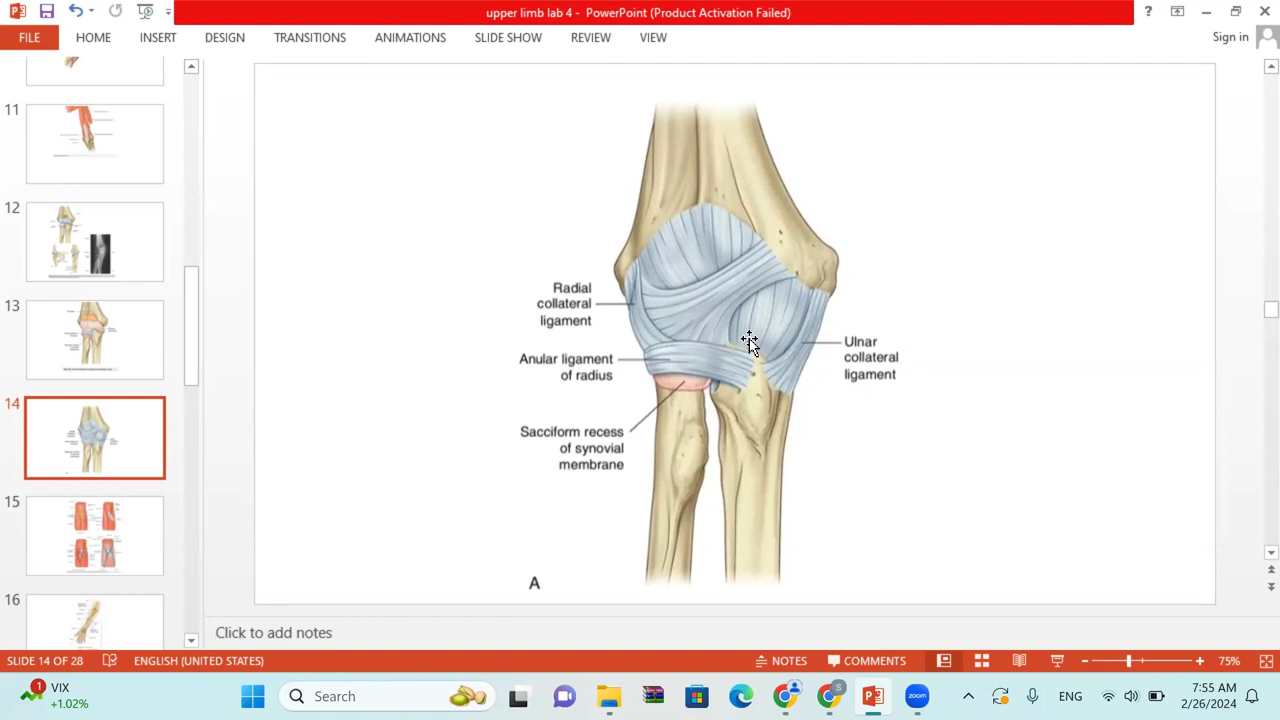 upper limb lab 4 - PowerPoint (Product Activation Failed)
FILE HOME INSERT DESIGN TRANSITIONS ANIMATIONS SLIDE SHOW REVIEW VIEW
Sign in
11
12
13
14
15
16
Radial
collateral
ligament
Anular ligament
of radius
Sacciform recess
of synovial
membrane
Ulnar
collateral
ligament
A
Click to add notes
SLIDE 14 OF 28 ENGLISH (UNITED STATES) NOTES COMMENTS 75%
1
VIX
+1.02%
Search
S
zoom
ENG
7:55 AM
2/26/2024